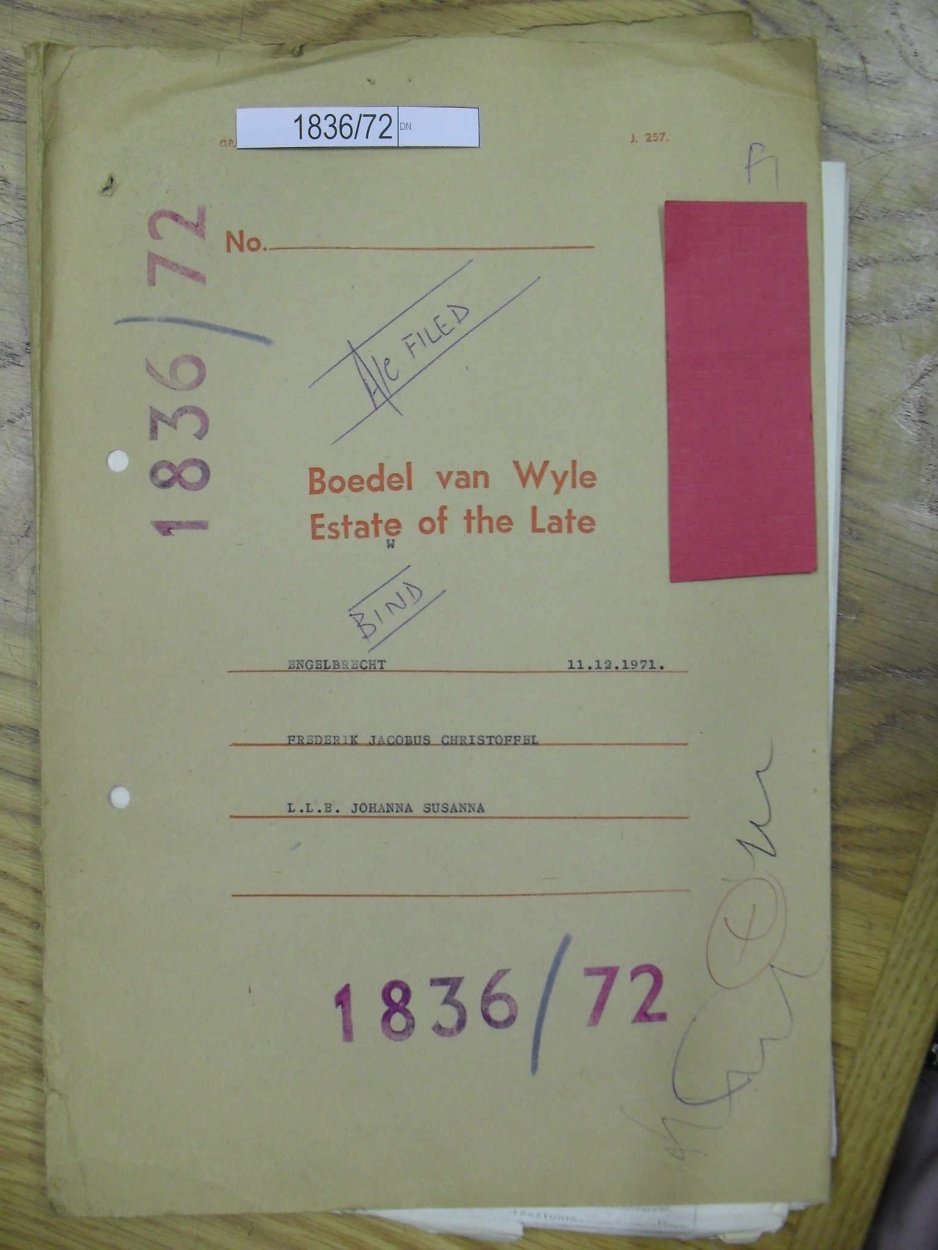 1836/72 DN
J. 257.
1836/72
No.
A/c FILED
Boedel van Wyle
Estate of the Late
W
BIND
ENGELBRECHT 11.12.1971.
FREDERIK JACOBUS CHRISTOFFEL
L.L.E. JOHANNA SUSANNA
1836/72